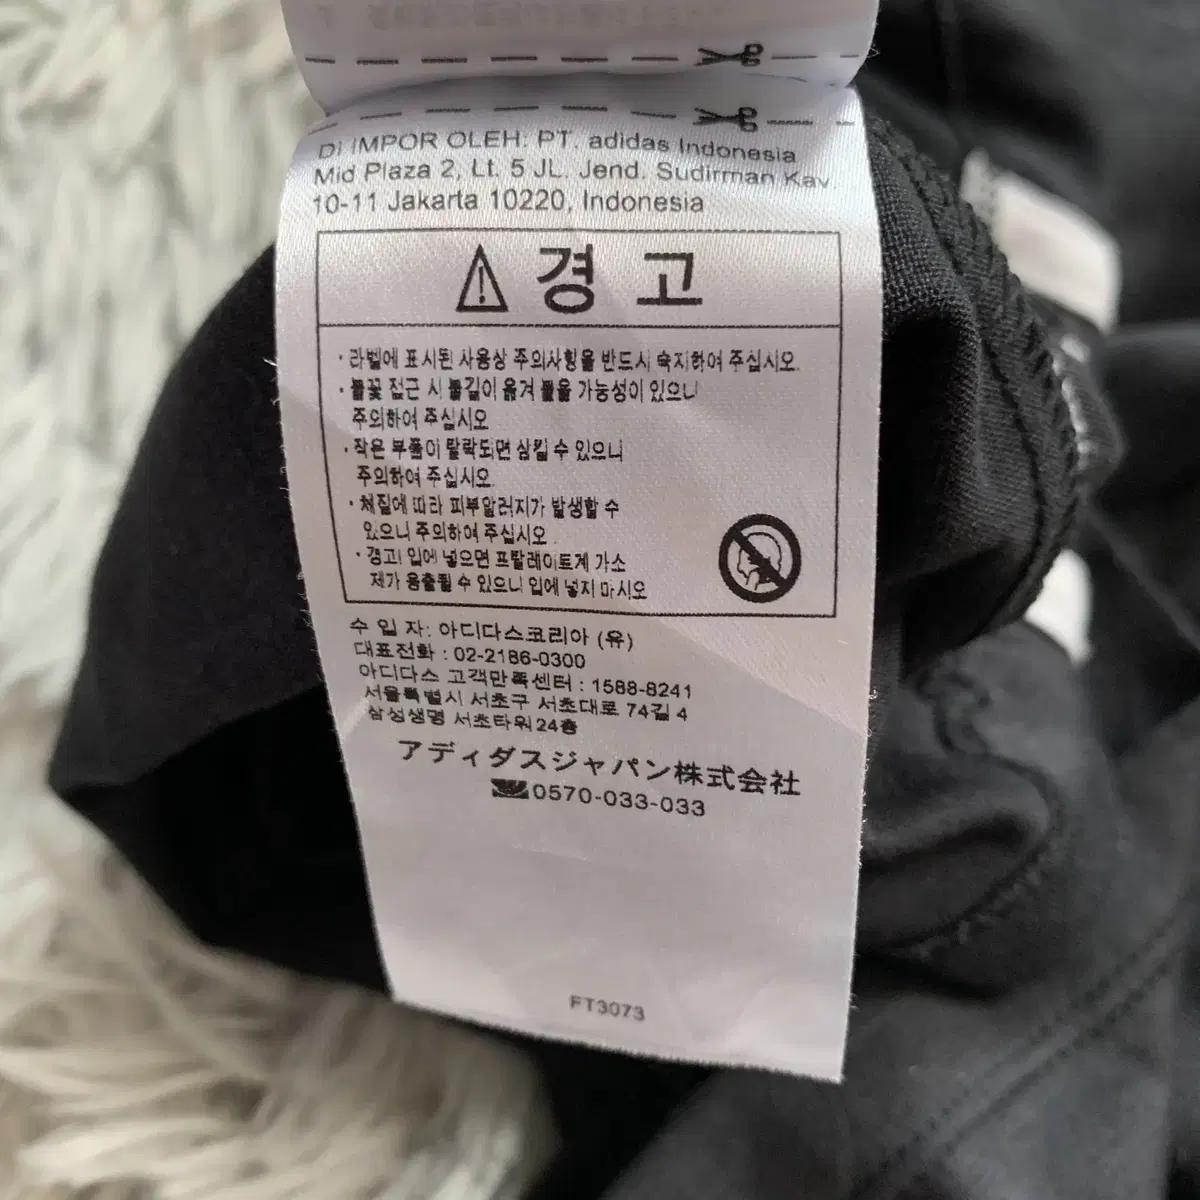 DI IMPOR OLEH: PT. adidas Indonesia
Mid Plaza 2, Lt. 5 JL. Jend. Sudirman Kav.
10-11 Jakarta 10220, Indonesia
경 고
· 라벨에 표시된 사용상 주의사항을 반드시 숙지하여 주십시오.
· 불꽃 접근 시 불길이 옮겨 붙을 가능성이 있으니
주의하여 주십시오
· 작은 부품이 탈락되면 삼킬 수 있으니
주의하여 주십시오.
· 체질에 따라 피부알러지가 발생할 수
있으니 주의하여 주십시오.
· 경고! 입에 넣으면 프탈레이트계 가소
제가 용출될 수 있으니 입에 넣지 마시오
수 입 자: 아디다스코리아 (유)
대표전화 : 02-2186-0300
아디다스 고객만족센터 : 1588-8241
서울특별시 서초구 서초대로 74길 4
삼성생명 서초타워 24층
アディダスジャパン株式会社
0570-033-033
FT3073